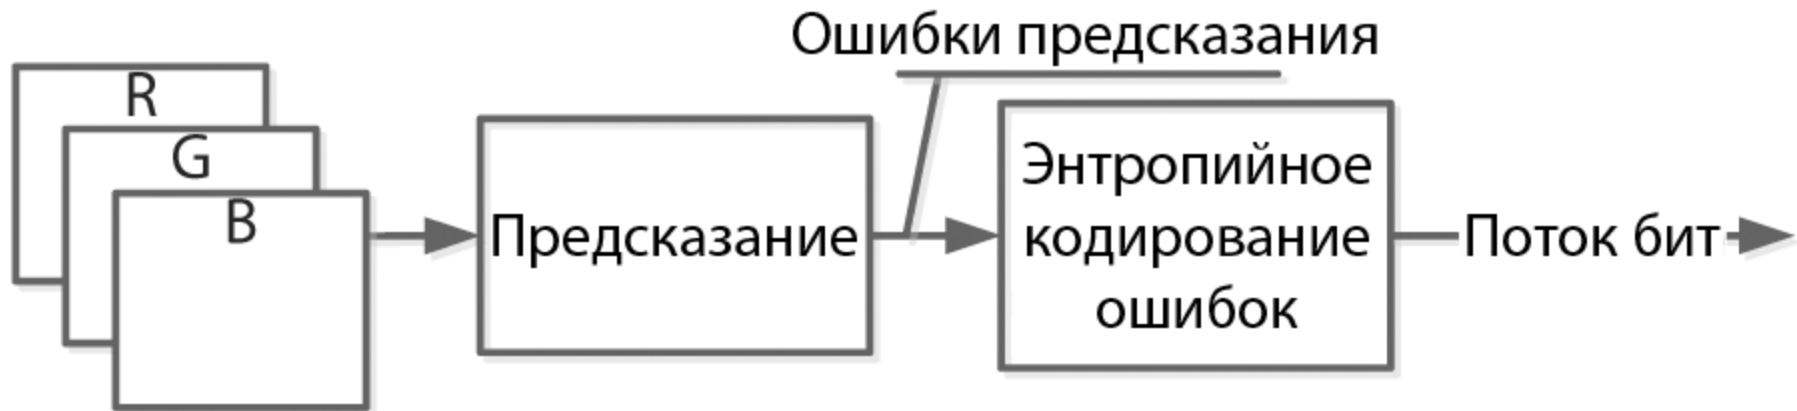 Ошибки предсказания
R
G
B
Предсказание
Энтропийное
кодирование
ошибок
Поток бит